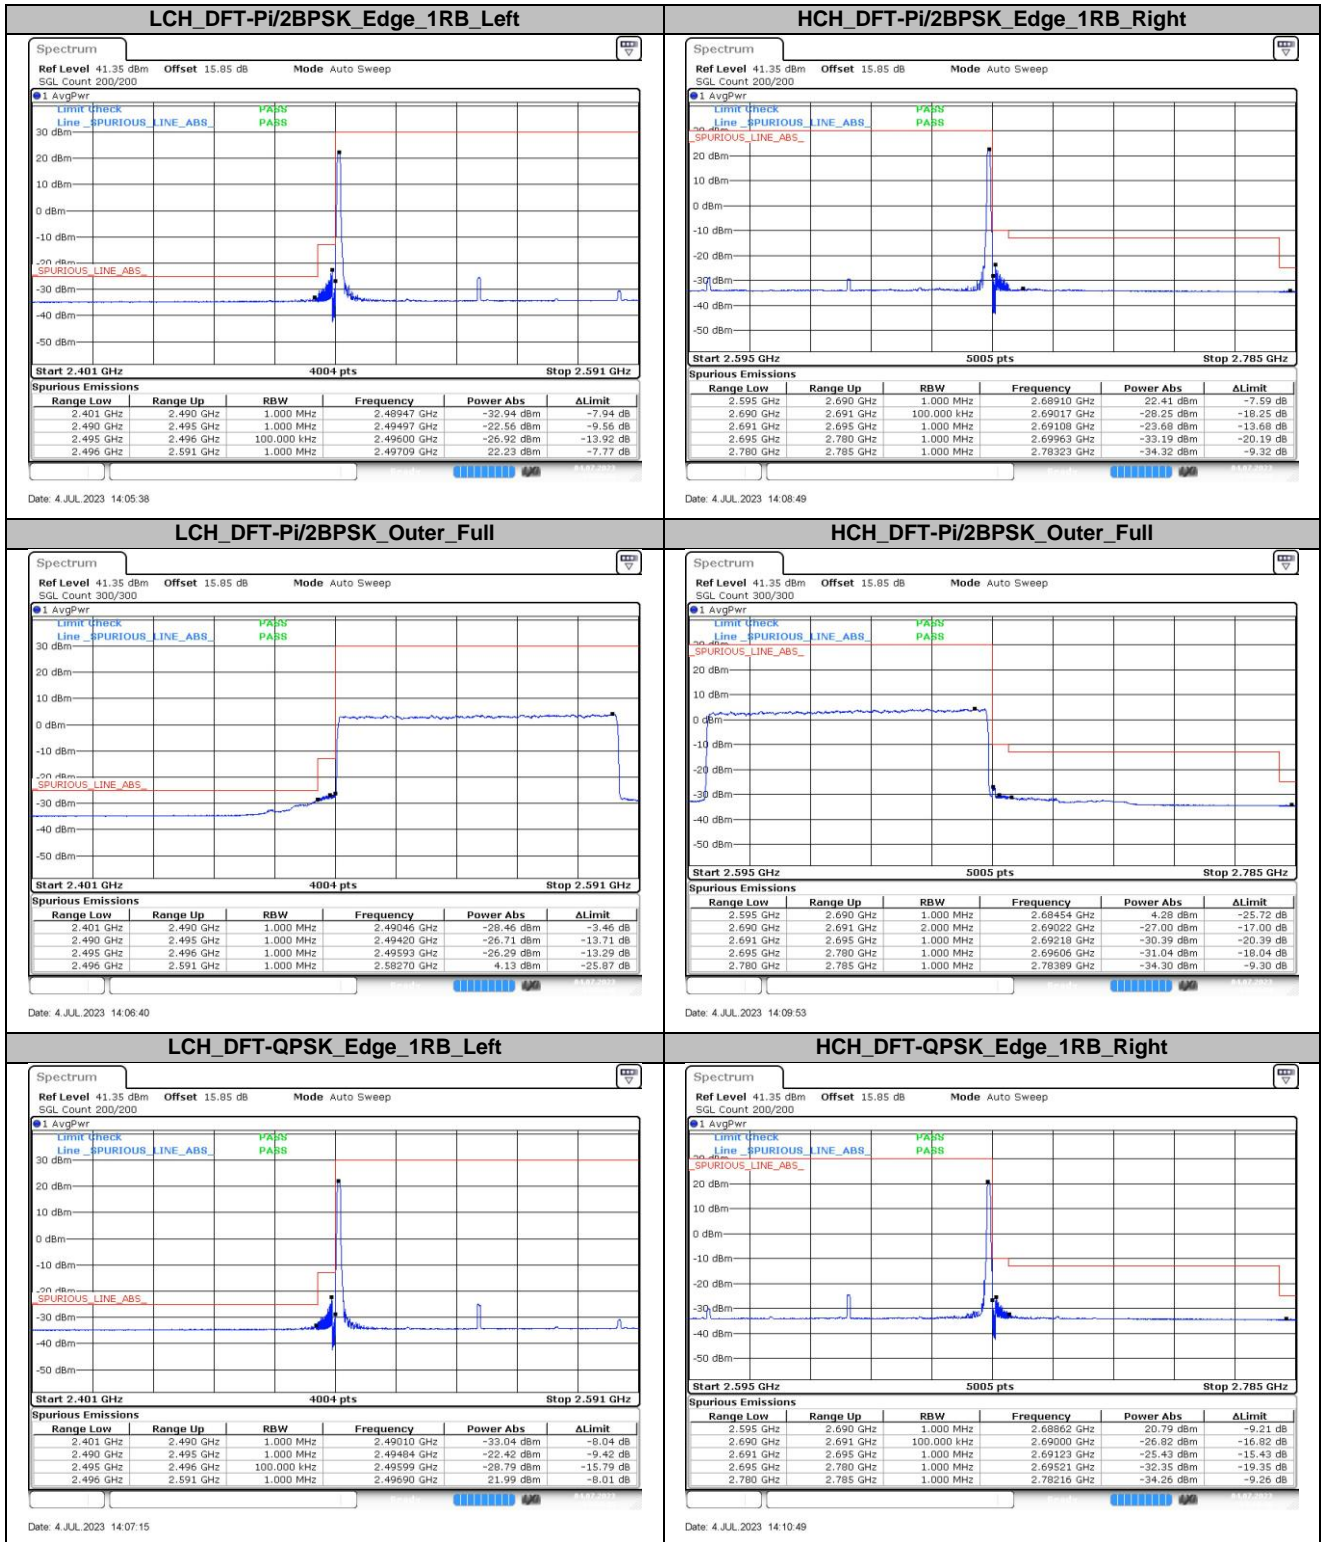 LCH_DFT-Pi/2BPSK_Edge_1RB_Left
Spectrum
Ref Level 41.35 dBm Offset 15.85 dB Mode Auto Sweep
SGL Count 200/200
1 AvgPwr
Limit Check PASS
Line _SPURIOUS_LINE_ABS_ PASS
30 dBm
20 dBm
10 dBm
0 dBm
-10 dBm
-20 dBm
_SPURIOUS_LINE_ABS_
-30 dBm
-40 dBm
-50 dBm
Start 2.401 GHz 4004 pts Stop 2.591 GHz
Spurious Emissions
Range Low Range Up RBW Frequency Power Abs ΔLimit
2.401 GHz 2.490 GHz 1.000 MHz 2.48947 GHz -32.94 dBm -7.94 dB
2.490 GHz 2.495 GHz 1.000 MHz 2.49497 GHz -22.56 dBm -9.56 dB
2.495 GHz 2.496 GHz 100.000 kHz 2.49600 GHz -26.92 dBm -13.92 dB
2.496 GHz 2.591 GHz 1.000 MHz 2.49709 GHz 22.23 dBm -7.77 dB
Date: 4.JUL.2023 14:05:38
HCH_DFT-Pi/2BPSK_Edge_1RB_Right
Spectrum
Ref Level 41.35 dBm Offset 15.85 dB Mode Auto Sweep
SGL Count 200/200
1 AvgPwr
Limit Check PASS
Line _SPURIOUS_LINE_ABS_ PASS
_SPURIOUS_LINE_ABS_
20 dBm
10 dBm
0 dBm
-10 dBm
-20 dBm
-30 dBm
-40 dBm
-50 dBm
Start 2.595 GHz 5005 pts Stop 2.785 GHz
Spurious Emissions
Range Low Range Up RBW Frequency Power Abs ΔLimit
2.595 GHz 2.690 GHz 1.000 MHz 2.68910 GHz 22.41 dBm -7.59 dB
2.690 GHz 2.691 GHz 100.000 kHz 2.69017 GHz -28.25 dBm -18.25 dB
2.691 GHz 2.695 GHz 1.000 MHz 2.69108 GHz -23.68 dBm -13.68 dB
2.695 GHz 2.780 GHz 1.000 MHz 2.69963 GHz -33.19 dBm -20.19 dB
2.780 GHz 2.785 GHz 1.000 MHz 2.78323 GHz -34.32 dBm -9.32 dB
Date: 4.JUL.2023 14:08:49
LCH_DFT-Pi/2BPSK_Outer_Full
Spectrum
Ref Level 41.35 dBm Offset 15.85 dB Mode Auto Sweep
SGL Count 300/300
1 AvgPwr
Limit Check PASS
Line _SPURIOUS_LINE_ABS_ PASS
30 dBm
20 dBm
10 dBm
0 dBm
-10 dBm
-20 dBm
_SPURIOUS_LINE_ABS_
-30 dBm
-40 dBm
-50 dBm
Start 2.401 GHz 4004 pts Stop 2.591 GHz
Spurious Emissions
Range Low Range Up RBW Frequency Power Abs ΔLimit
2.401 GHz 2.490 GHz 1.000 MHz 2.49046 GHz -28.46 dBm -3.46 dB
2.490 GHz 2.495 GHz 1.000 MHz 2.49420 GHz -26.71 dBm -13.71 dB
2.495 GHz 2.496 GHz 1.000 MHz 2.49593 GHz -26.29 dBm -13.29 dB
2.496 GHz 2.591 GHz 1.000 MHz 2.58270 GHz 4.13 dBm -25.87 dB
Date: 4.JUL.2023 14:06:40
HCH_DFT-Pi/2BPSK_Outer_Full
Spectrum
Ref Level 41.35 dBm Offset 15.85 dB Mode Auto Sweep
SGL Count 300/300
1 AvgPwr
Limit Check PASS
Line _SPURIOUS_LINE_ABS_ PASS
_SPURIOUS_LINE_ABS_
20 dBm
10 dBm
0 dBm
-10 dBm
-20 dBm
-30 dBm
-40 dBm
-50 dBm
Start 2.595 GHz 5005 pts Stop 2.785 GHz
Spurious Emissions
Range Low Range Up RBW Frequency Power Abs ΔLimit
2.595 GHz 2.690 GHz 1.000 MHz 2.68454 GHz 4.28 dBm -25.72 dB
2.690 GHz 2.691 GHz 2.000 MHz 2.69022 GHz -27.00 dBm -17.00 dB
2.691 GHz 2.695 GHz 1.000 MHz 2.69218 GHz -30.39 dBm -20.39 dB
2.695 GHz 2.780 GHz 1.000 MHz 2.69606 GHz -31.04 dBm -18.04 dB
2.780 GHz 2.785 GHz 1.000 MHz 2.78389 GHz -34.30 dBm -9.30 dB
Date: 4.JUL.2023 14:09:53
LCH_DFT-QPSK_Edge_1RB_Left
Spectrum
Ref Level 41.35 dBm Offset 15.85 dB Mode Auto Sweep
SGL Count 200/200
1 AvgPwr
Limit Check PASS
Line _SPURIOUS_LINE_ABS_ PASS
30 dBm
20 dBm
10 dBm
0 dBm
-10 dBm
-20 dBm
_SPURIOUS_LINE_ABS_
-30 dBm
-40 dBm
-50 dBm
Start 2.401 GHz 4004 pts Stop 2.591 GHz
Spurious Emissions
Range Low Range Up RBW Frequency Power Abs ΔLimit
2.401 GHz 2.490 GHz 1.000 MHz 2.49010 GHz -33.04 dBm -8.04 dB
2.490 GHz 2.495 GHz 1.000 MHz 2.49484 GHz -22.42 dBm -9.42 dB
2.495 GHz 2.496 GHz 100.000 kHz 2.49599 GHz -28.79 dBm -15.79 dB
2.496 GHz 2.591 GHz 1.000 MHz 2.49690 GHz 21.99 dBm -8.01 dB
Date: 4.JUL.2023 14:07:15
HCH_DFT-QPSK_Edge_1RB_Right
Spectrum
Ref Level 41.35 dBm Offset 15.85 dB Mode Auto Sweep
SGL Count 200/200
1 AvgPwr
Limit Check PASS
Line _SPURIOUS_LINE_ABS_ PASS
_SPURIOUS_LINE_ABS_
20 dBm
10 dBm
0 dBm
-10 dBm
-20 dBm
-30 dBm
-40 dBm
-50 dBm
Start 2.595 GHz 5005 pts Stop 2.785 GHz
Spurious Emissions
Range Low Range Up RBW Frequency Power Abs ΔLimit
2.595 GHz 2.690 GHz 1.000 MHz 2.68862 GHz 20.79 dBm -9.21 dB
2.690 GHz 2.691 GHz 100.000 kHz 2.69000 GHz -26.82 dBm -16.82 dB
2.691 GHz 2.695 GHz 1.000 MHz 2.69123 GHz -25.43 dBm -15.43 dB
2.695 GHz 2.780 GHz 1.000 MHz 2.69521 GHz -32.35 dBm -19.35 dB
2.780 GHz 2.785 GHz 1.000 MHz 2.78216 GHz -34.26 dBm -9.26 dB
Date: 4.JUL.2023 14:10:49